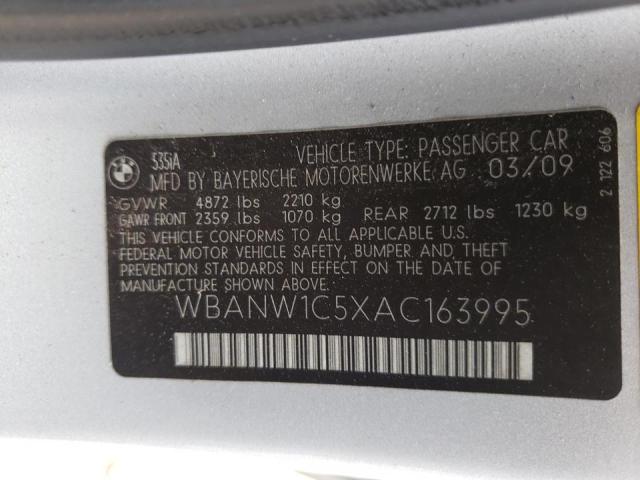 BMW
535iA
VEHICLE TYPE: PASSENGER CAR
MFD BY BAYERISCHE MOTORENWERKE AG 03/09
GVWR 4872 lbs 2210 kg
GAWR FRONT 2359 lbs 1070 kg REAR 2712 lbs 1230 kg
THIS VEHICLE CONFORMS TO ALL APPLICABLE U.S.
FEDERAL MOTOR VEHICLE SAFETY, BUMPER AND THEFT
PREVENTION STANDARDS IN EFFECT ON THE DATE OF
MANUFACTURE SHOWN ABOVE.
WBANW1C5XAC163995
2 122 606